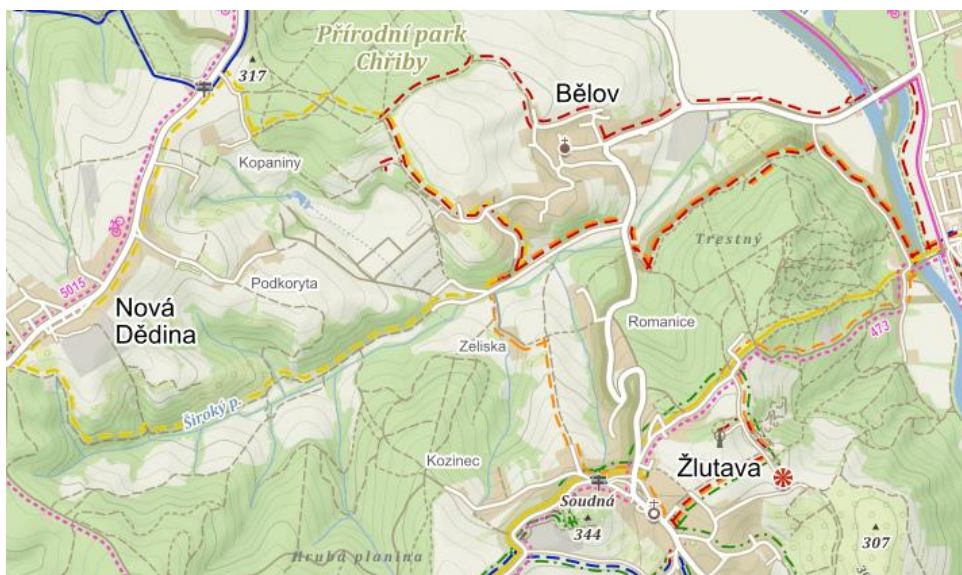 317
Přírodní park
Chřiby
Bělov
Kopaniny
5015
Podkoryta
Třestný
Nová
Dědina
Romanice
473
Zeliska
Široký p.
Kozinec
Žlutava
Soudná
344
307
Hrubá planina